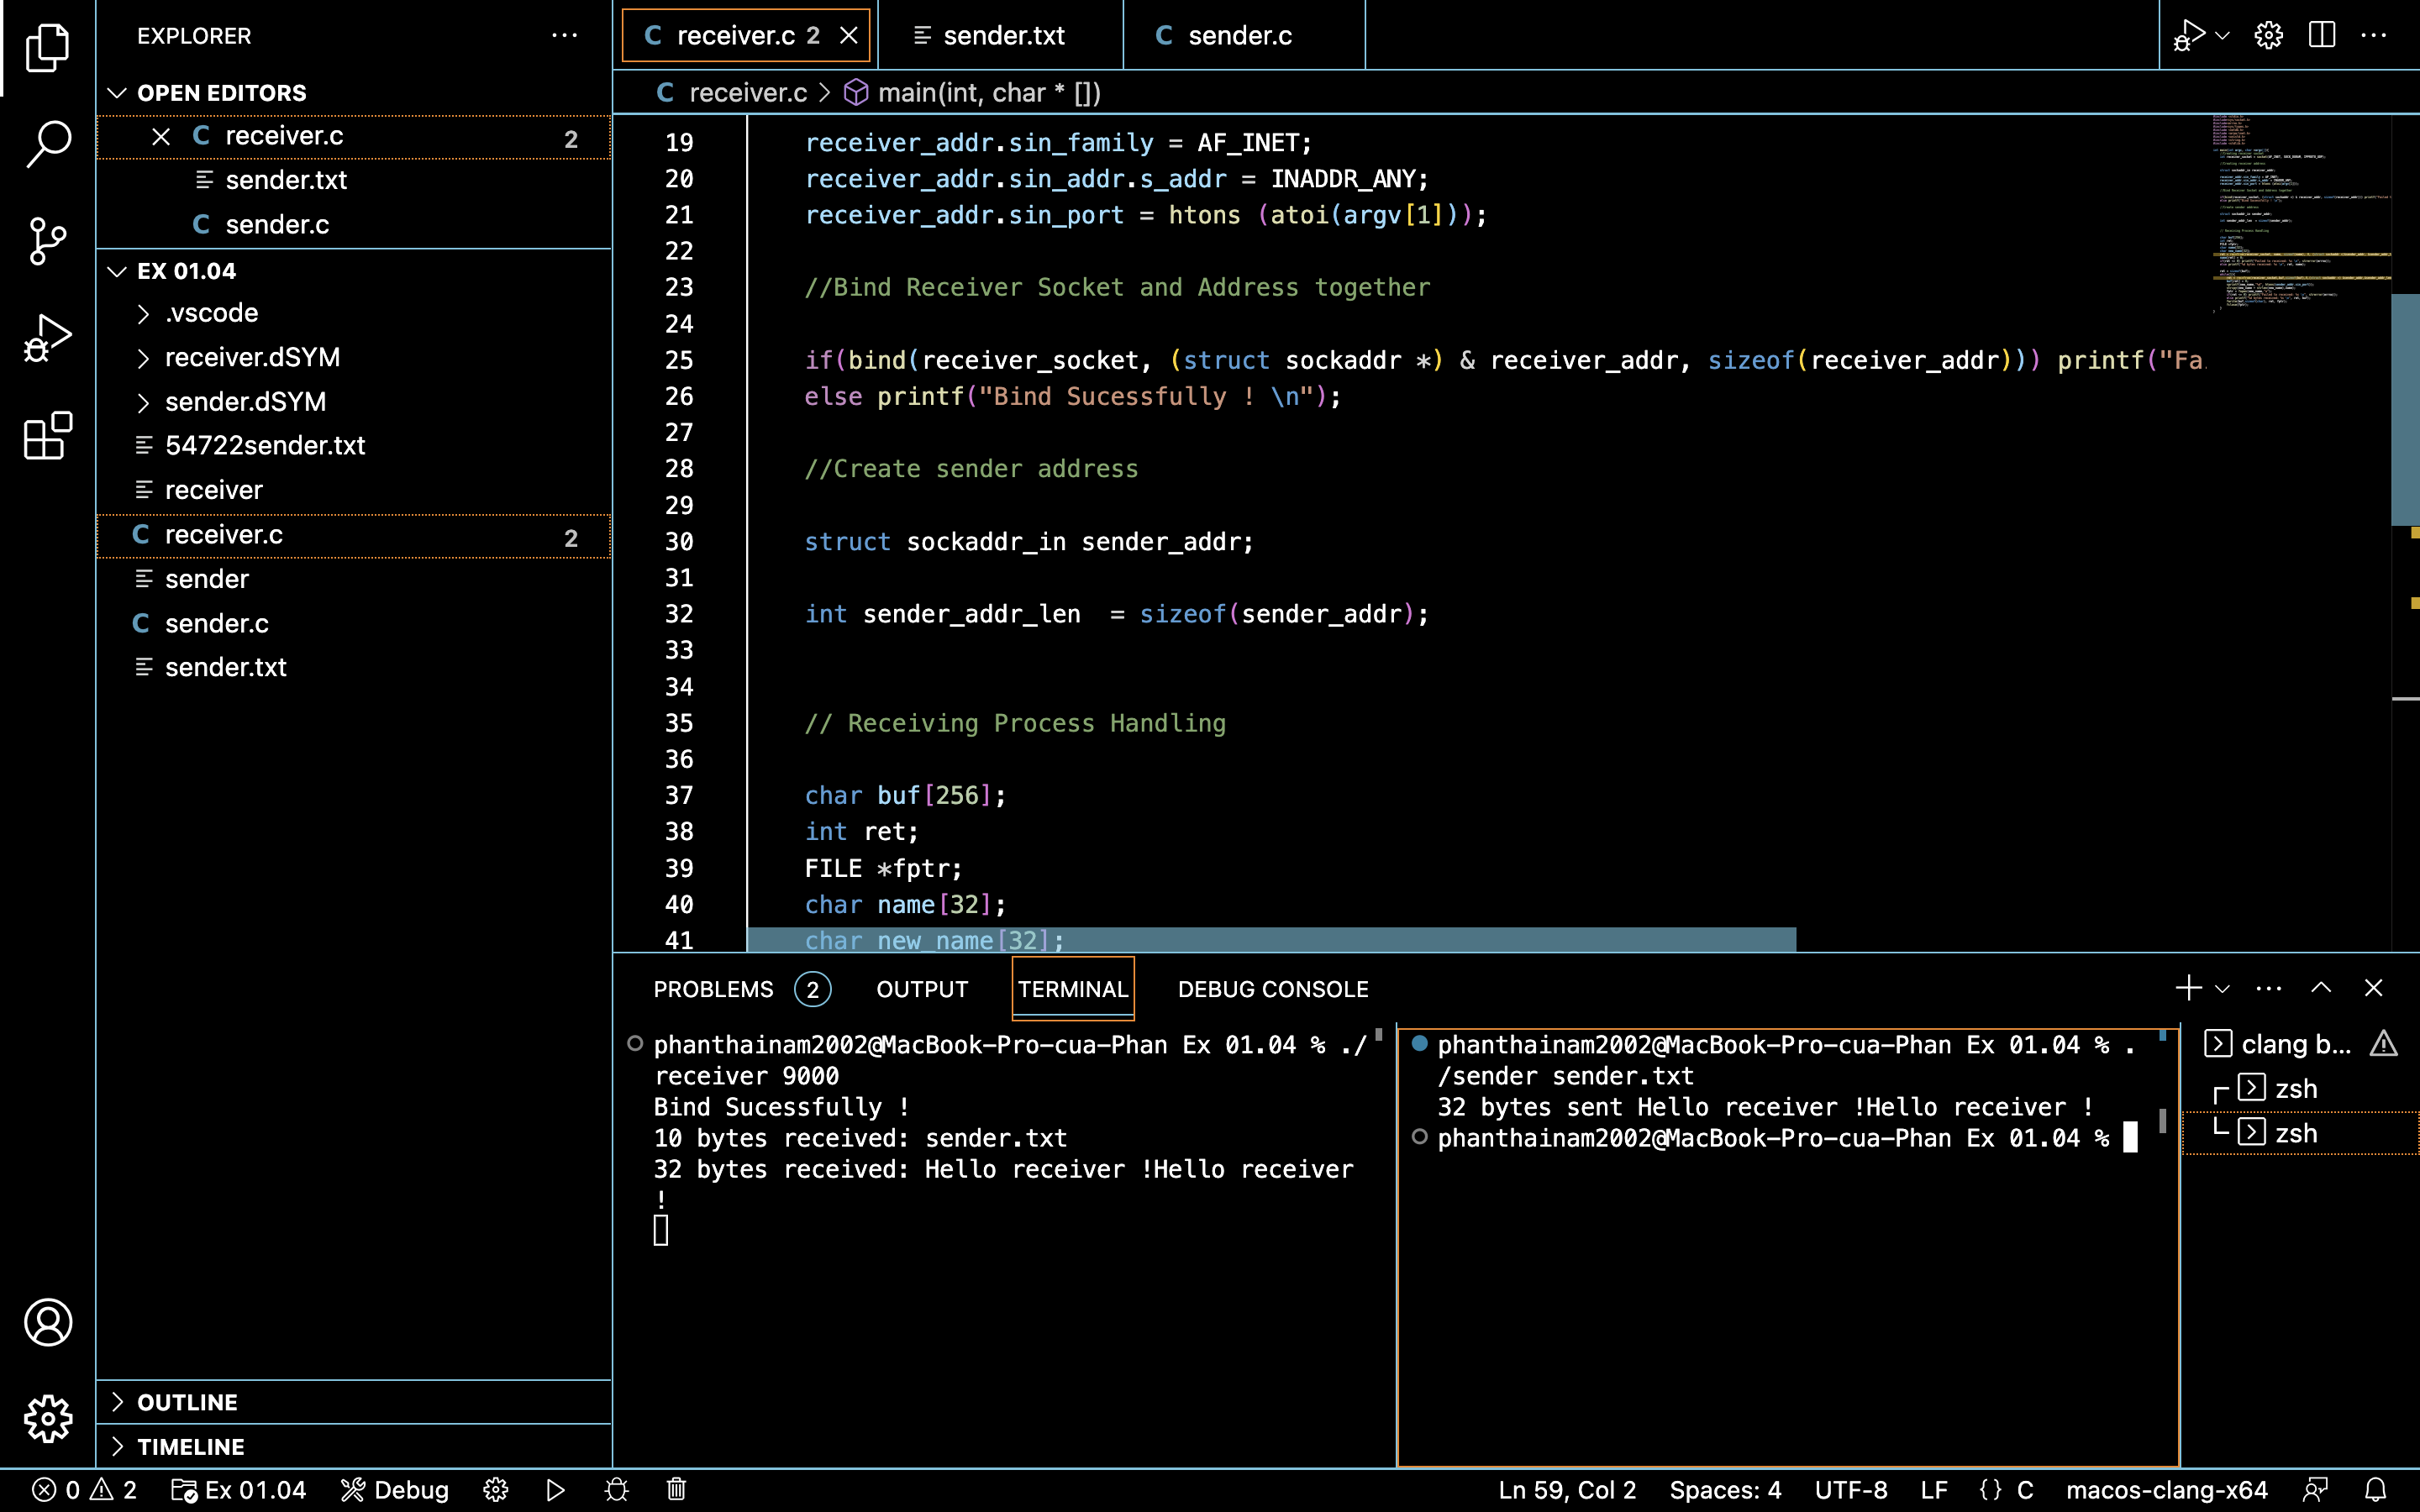 EXPLORER
OPEN EDITORS
receiver.c 2
sender.txt
sender.c
EX 01.04
.vscode
receiver.dSYM
sender.dSYM
54722sender.txt
receiver
receiver.c 2
sender
sender.c
sender.txt
OUTLINE
TIMELINE
receiver.c 2
sender.txt
sender.c
receiver.c > main(int, char * [])
19 receiver_addr.sin_family = AF_INET;
20 receiver_addr.sin_addr.s_addr = INADDR_ANY;
21 receiver_addr.sin_port = htons (atoi(argv[1]));
22
23 //Bind Receiver Socket and Address together
24
25 if(bind(receiver_socket, (struct sockaddr *) & receiver_addr, sizeof(receiver_addr))) printf("Fa
26 else printf("Bind Sucessfully ! \n");
27
28 //Create sender address
29
30 struct sockaddr_in sender_addr;
31
32 int sender_addr_len  = sizeof(sender_addr);
33
34
35 // Receiving Process Handling
36
37 char buf[256];
38 int ret;
39 FILE *fptr;
40 char name[32];
41 char new_name[32];
PROBLEMS 2 OUTPUT TERMINAL DEBUG CONSOLE
phanthainam2002@MacBook-Pro-cua-Phan Ex 01.04 % ./
receiver 9000
Bind Sucessfully !
10 bytes received: sender.txt
32 bytes received: Hello receiver !Hello receiver
!
phanthainam2002@MacBook-Pro-cua-Phan Ex 01.04 % .
/sender sender.txt
32 bytes sent Hello receiver !Hello receiver !
phanthainam2002@MacBook-Pro-cua-Phan Ex 01.04 %
clang b...
zsh
zsh
0 2 Ex 01.04 Debug Ln 59, Col 2 Spaces: 4 UTF-8 LF {} C macos-clang-x64